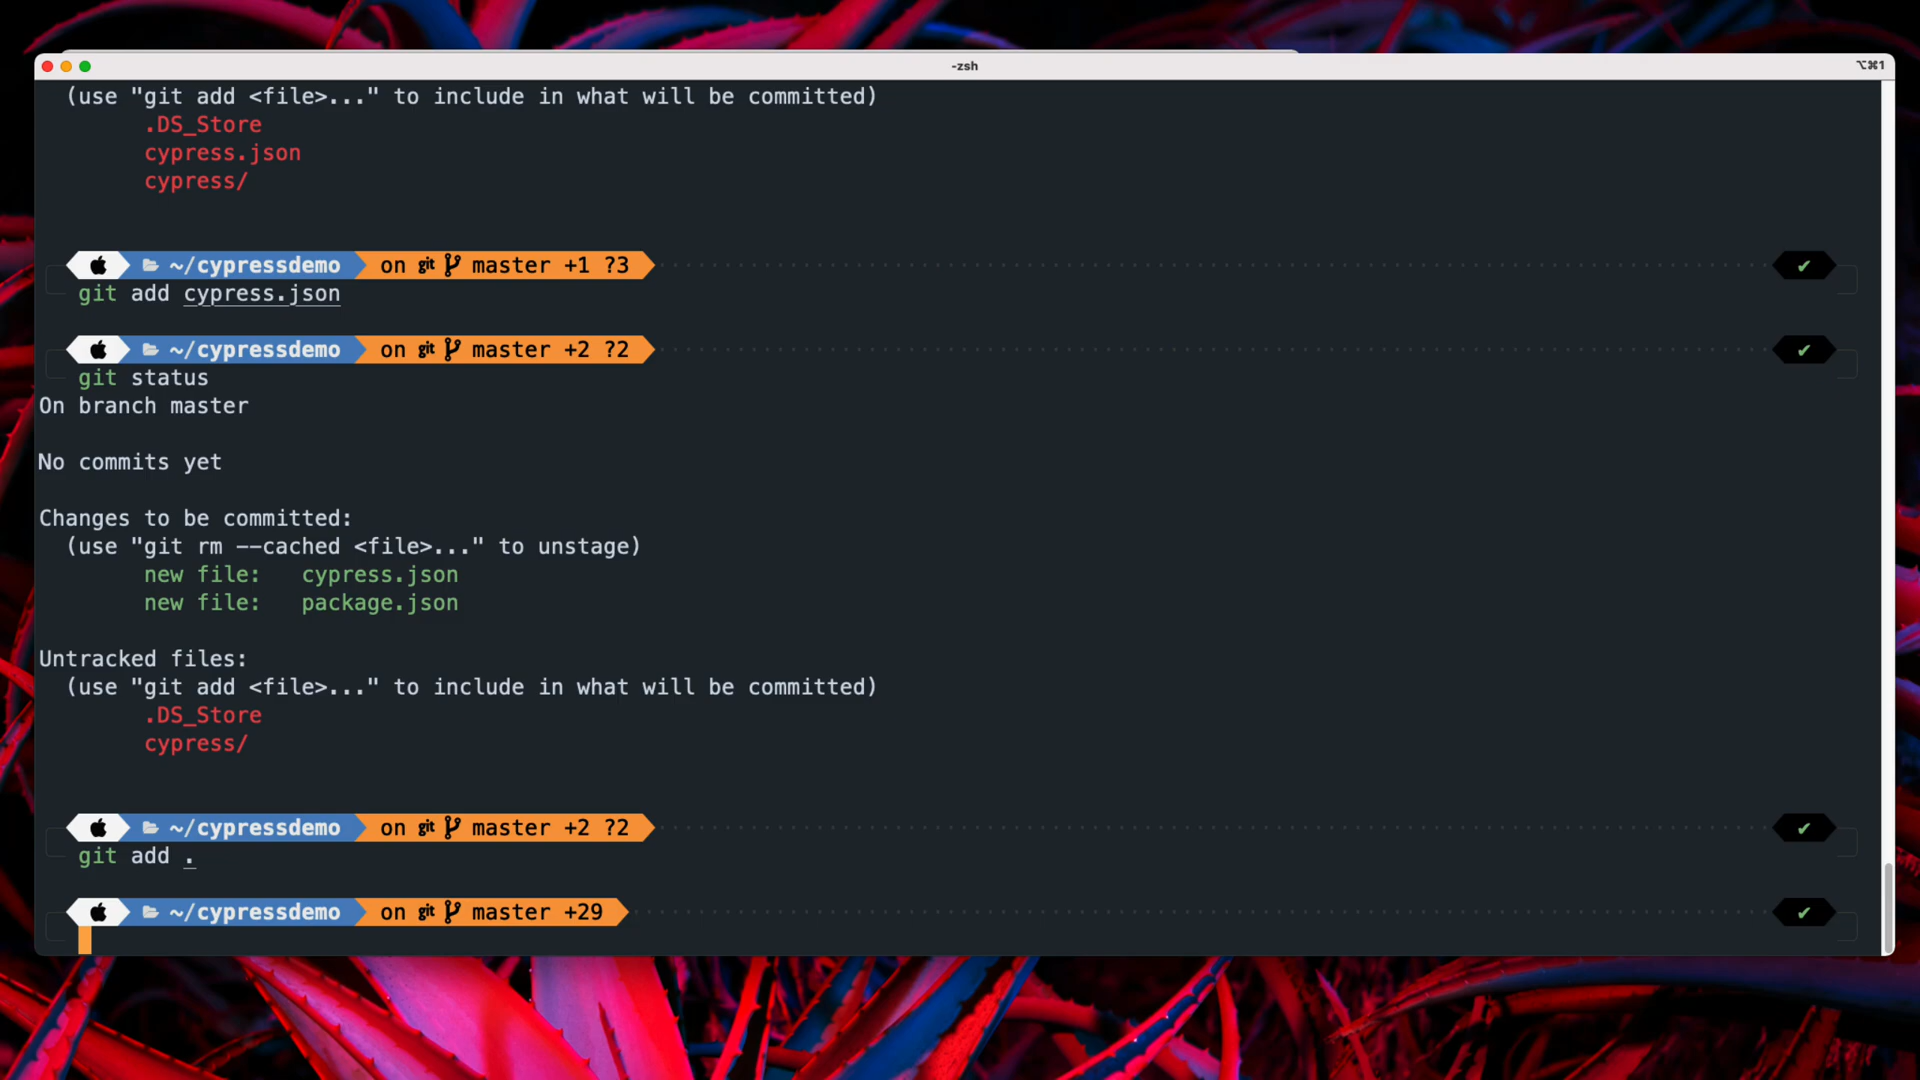 -zsh
⌥⌘1
(use "git add <file>..." to include in what will be committed)
.DS_Store
cypress.json
cypress/
~/cypressdemo on git master +1 ?3 ✔
git add cypress.json
~/cypressdemo on git master +2 ?2 ✔
git status
On branch master
No commits yet
Changes to be committed:
(use "git rm --cached <file>..." to unstage)
new file: cypress.json
new file: package.json
Untracked files:
(use "git add <file>..." to include in what will be committed)
.DS_Store
cypress/
~/cypressdemo on git master +2 ?2 ✔
git add .
~/cypressdemo on git master +29 ✔